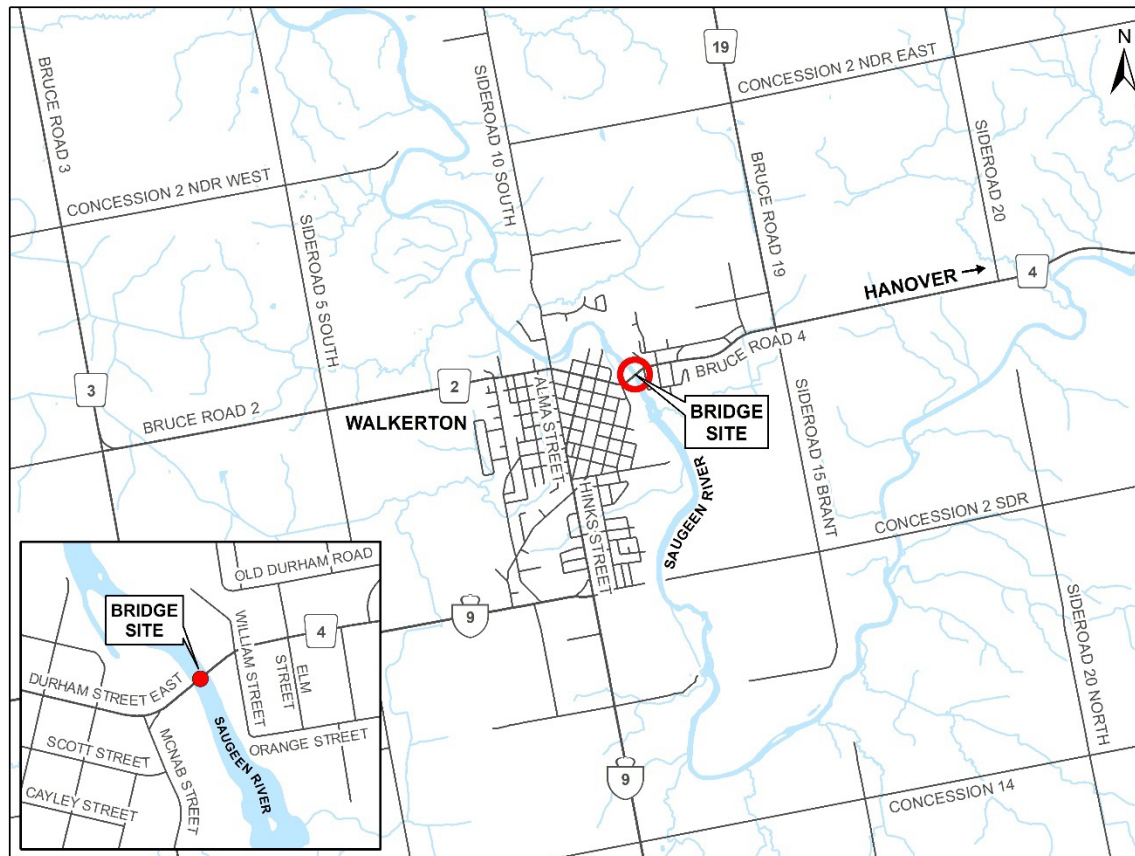 N
19
CONCESSION 2 NDR EAST
BRUCE ROAD 3
SIDEROAD 10 SOUTH
SIDEROAD 20
CONCESSION 2 NDR WEST
BRUCE ROAD 19
SIDEROAD 5 SOUTH
HANOVER
4
BRUCE ROAD 4
3
2
BRUCE ROAD 2
WALKERTON
ALMA STREET
BRIDGE
SITE
SIDEROAD 15 BRANT
HINKS STREET
SAUGEEN RIVER
CONCESSION 2 SDR
9
SIDEROAD 20 NORTH
9
CONCESSION 14
OLD DURHAM ROAD
BRIDGE
SITE
4
WILLIAM STREET
ELM
STREET
DURHAM STREET EAST
SAUGEEN RIVER
ORANGE STREET
SCOTT STREET
MCNAB STREET
CAYLEY STREET